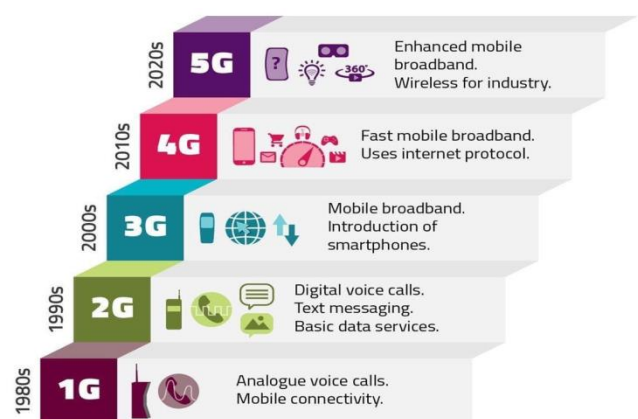 2020s
5G
?
360°
Enhanced mobile
broadband.
Wireless for industry.
2010s
4G
Fast mobile broadband.
Uses internet protocol.
2000s
3G
Mobile broadband.
Introduction of
smartphones.
1990s
2G
Digital voice calls.
Text messaging.
Basic data services.
1980s
1G
Analogue voice calls.
Mobile connectivity.